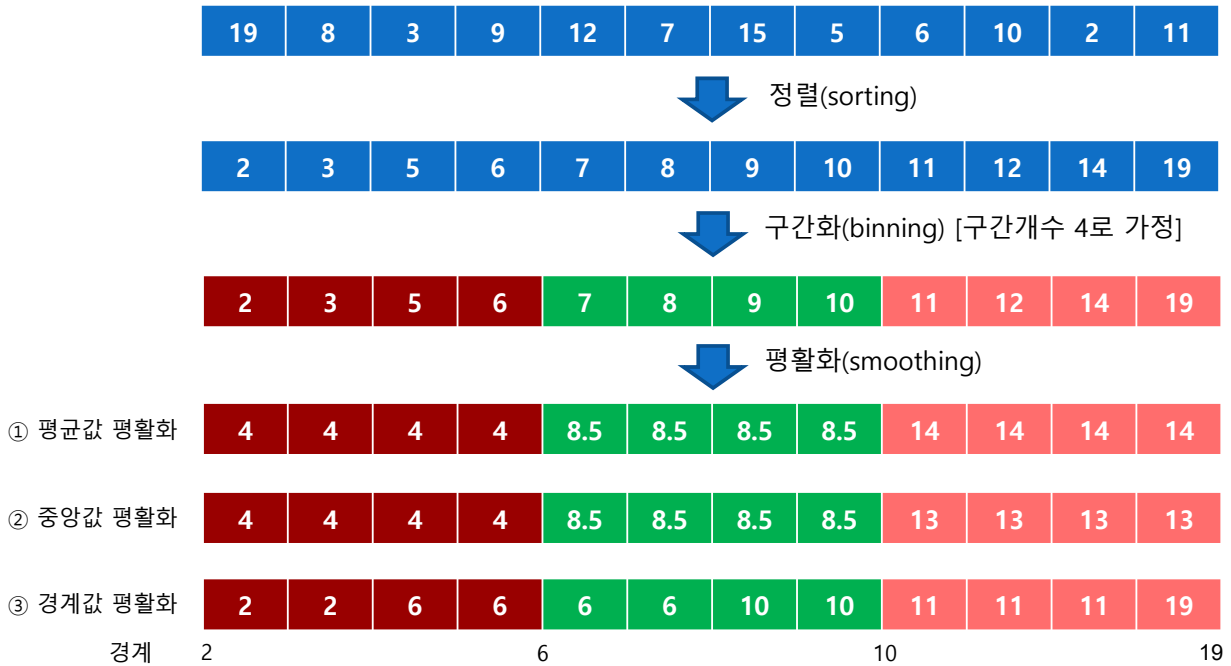 19 8 3 9 12 7 15 5 6 10 2 11
정렬(sorting)
2 3 5 6 7 8 9 10 11 12 14 19
구간화(binning) [구간개수 4로 가정]
2 3 5 6 7 8 9 10 11 12 14 19
평활화(smoothing)
① 평균값 평활화 4 4 4 4 8.5 8.5 8.5 8.5 14 14 14 14
② 중앙값 평활화 4 4 4 4 8.5 8.5 8.5 8.5 13 13 13 13
③ 경계값 평활화 2 2 6 6 6 6 10 10 11 11 11 19
경계 2 6 10 19